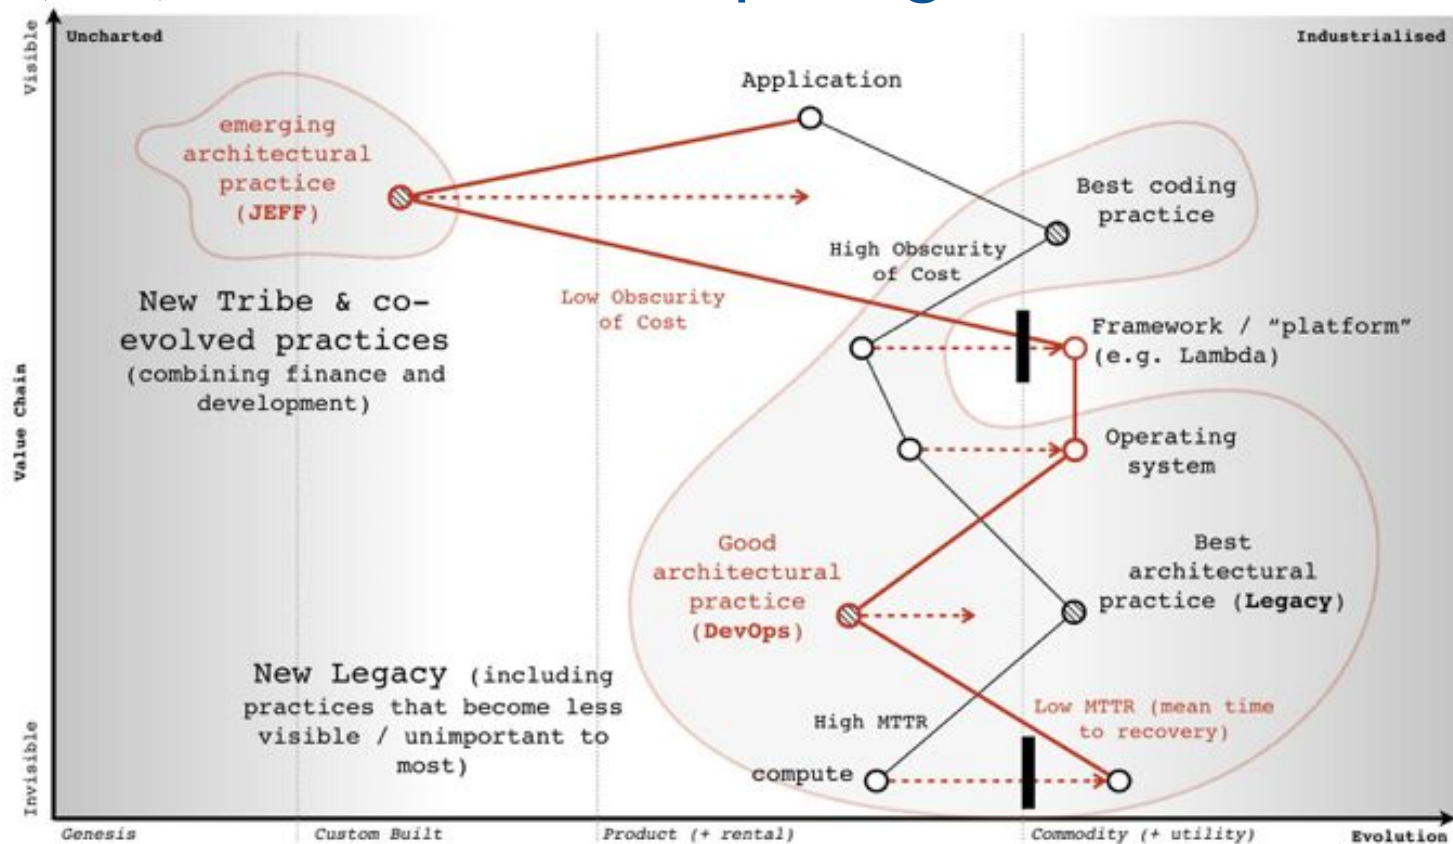 Uncharted
Industrialised
Visible
Value Chain
Invisible
Application
emerging
architectural
practice
(JEFF)
Best coding
practice
High Obscurity
of Cost
Low Obscurity
of Cost
New Tribe & co-
evolved practices
(combining finance and
development)
Framework / “platform”
(e.g. Lambda)
Operating
system
Good
architectural
practice
(DevOps)
Best
architectural
practice (Legacy)
New Legacy (including
practices that become less
visible / unimportant to
most)
High MTTR
Low MTTR (mean time
to recovery)
compute
Genesis
Custom Built
Product (+ rental)
Commodity (+ utility)
Evolution